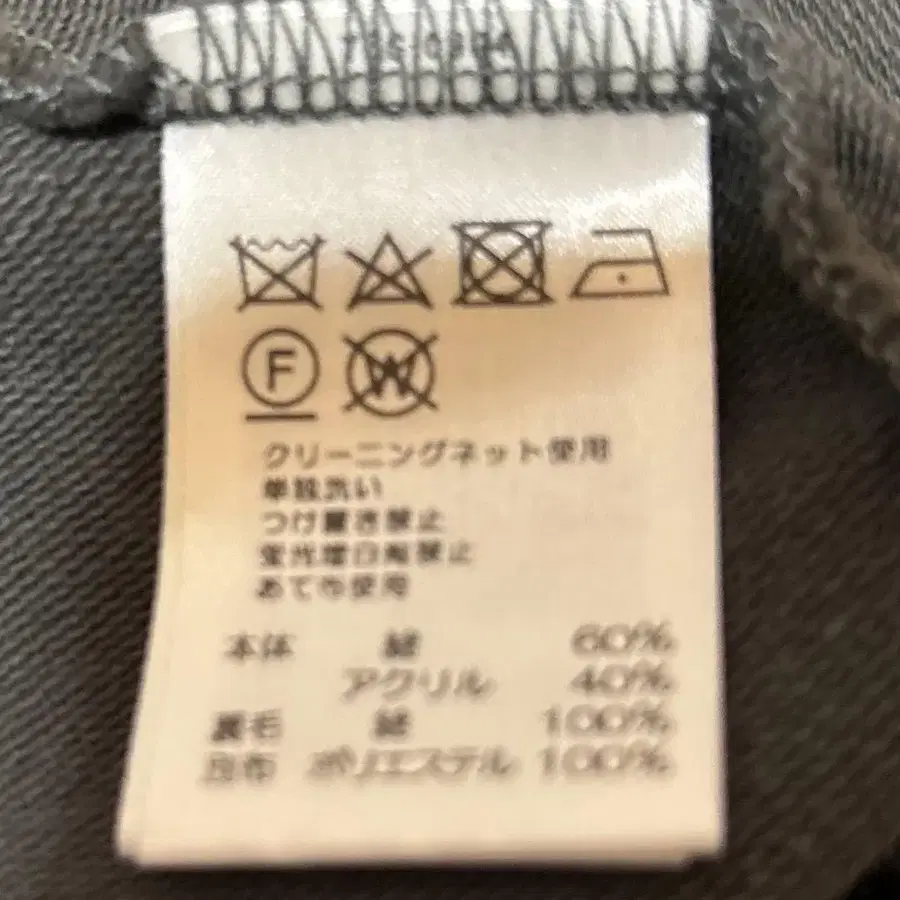 F W
クリーニングネット使用
単独洗い
つけ置き禁止
蛍光増白剤禁止
あて布使用
本体 綿 60%
アクリル 40%
裏毛 綿 100%
別布 ポリエステル 100%